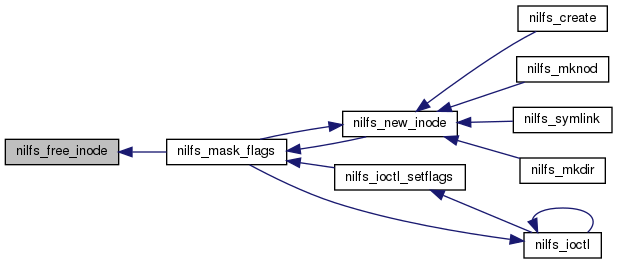 nilfs_create
nilfs_mknod
nilfs_new_inode
nilfs_symlink
nilfs_free_inode
nilfs_mask_flags
nilfs_mkdir
nilfs_ioctl_setflags
nilfs_ioctl